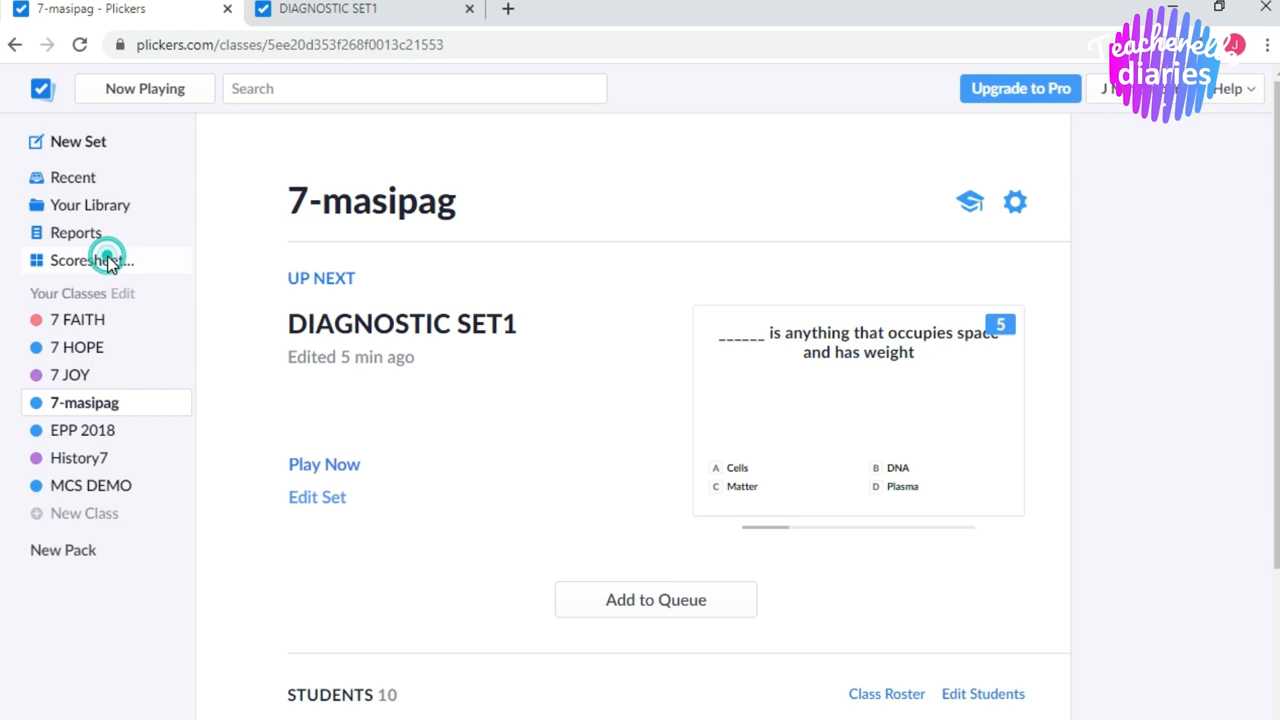 7-masipag - Plickers
DIAGNOSTIC SET1
plickers.com/classes/5ee20d353f268f0013c21553
Teacherella
diaries
Now Playing
Search
Upgrade to Pro
Help
New Set
Recent
Your Library
Reports
Scoresheet...
Your Classes Edit
7 FAITH
7 HOPE
7 JOY
7-masipag
EPP 2018
History7
MCS DEMO
New Class
New Pack
7-masipag
UP NEXT
DIAGNOSTIC SET1
Edited 5 min ago
Play Now
Edit Set
5
______ is anything that occupies space
and has weight
A Cells
B DNA
C Matter
D Plasma
Add to Queue
STUDENTS 10
Class Roster
Edit Students